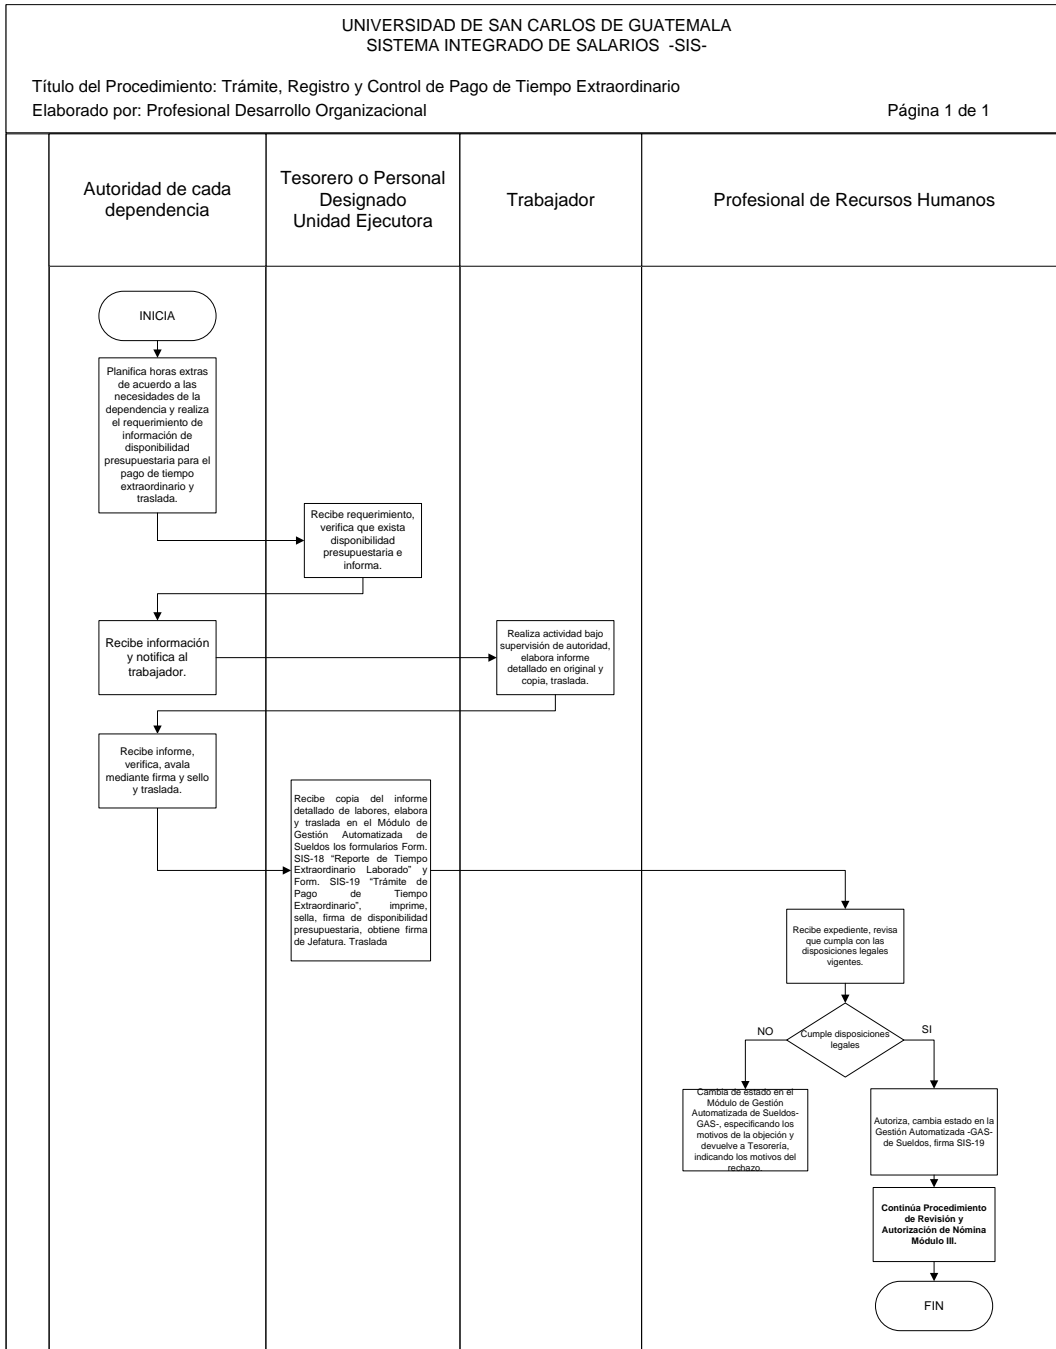 UNIVERSIDAD DE SAN CARLOS DE GUATEMALA
SISTEMA INTEGRADO DE SALARIOS -SIS-
Título del Procedimiento: Trámite, Registro y Control de Pago de Tiempo Extraordinario
Elaborado por: Profesional Desarrollo Organizacional
Página 1 de 1
Autoridad de cada
dependencia
Tesorero o Personal
Designado
Unidad Ejecutora
Trabajador
Profesional de Recursos Humanos
INICIA
Planifica horas extras
de acuerdo a las
necesidades de la
dependencia y realiza
el requerimiento de
información de
disponibilidad
presupuestaria para el
pago de tiempo
extraordinario y
traslada.
Recibe requerimiento,
verifica que exista
disponibilidad
presupuestaria e
informa.
Recibe información
y notifica al
trabajador.
Realiza actividad bajo
supervisión de autoridad,
elabora informe
detallado en original y
copia, traslada.
Recibe informe,
verifica, avala
mediante firma y sello
y traslada.
Recibe copia del informe
detallado de labores, elabora
y traslada en el Módulo de
Gestión Automatizada de
Sueldos los formularios Form.
SIS-18 “Reporte de Tiempo
Extraordinario Laborado” y
Form. SIS-19 “Trámite de
Pago de Tiempo
Extraordinario”, imprime,
sella, firma de disponibilidad
presupuestaria, obtiene firma
de Jefatura. Traslada
Recibe expediente, revisa
que cumpla con las
disposiciones legales
vigentes.
Cumple disposiciones
legales
NO
SI
Cambia de estado en el
Módulo de Gestión
Automatizada de Sueldos-
GAS-, especificando los
motivos de la objeción y
devuelve a Tesorería,
indicando los motivos del
rechazo.
Autoriza, cambia estado en la
Gestión Automatizada -GAS-
de Sueldos, firma SIS-19
Continúa Procedimiento
de Revisión y
Autorización de Nómina
Módulo III.
FIN